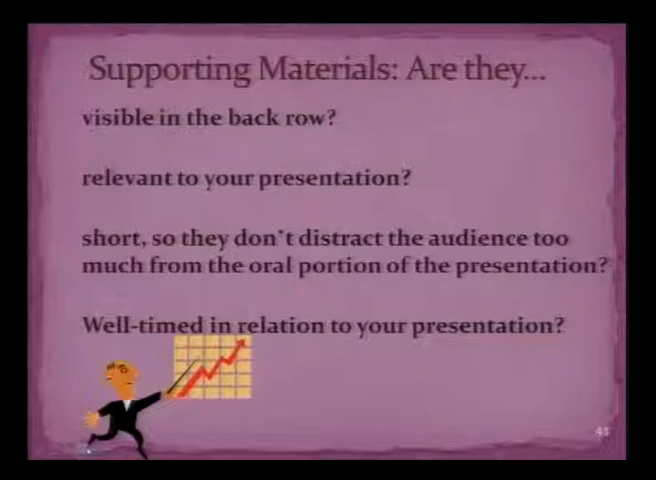 Supporting Materials: Are they...
visible in the back row?
relevant to your presentation?
short, so they don't distract the audience too
much from the oral portion of the presentation?
Well-timed in relation to your presentation?